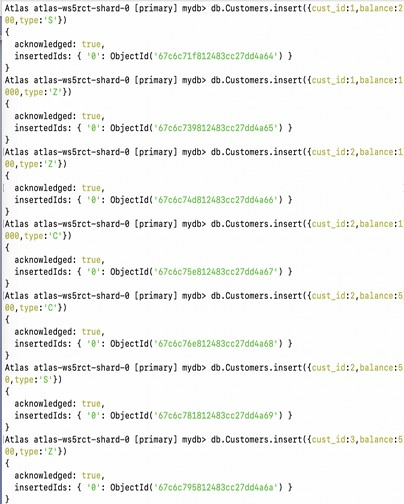 Atlas atlas-ws5rct-shard-0 [primary] mydb> db.Customers.insert({cust_id:1,balance:2
00,type:'S'})
{
acknowledged: true,
insertedIds: { '0': ObjectId('67c6c71f812483cc27dd4a64') }
}
Atlas atlas-ws5rct-shard-0 [primary] mydb> db.Customers.insert({cust_id:1,balance:1
000,type:'Z'})
{
acknowledged: true,
insertedIds: { '0': ObjectId('67c6c739812483cc27dd4a65') }
}
Atlas atlas-ws5rct-shard-0 [primary] mydb> db.Customers.insert({cust_id:2,balance:1
00,type:'Z'})
{
acknowledged: true,
insertedIds: { '0': ObjectId('67c6c74d812483cc27dd4a66') }
}
Atlas atlas-ws5rct-shard-0 [primary] mydb> db.Customers.insert({cust_id:2,balance:1
000,type:'C'})
{
acknowledged: true,
insertedIds: { '0': ObjectId('67c6c75e812483cc27dd4a67') }
}
Atlas atlas-ws5rct-shard-0 [primary] mydb> db.Customers.insert({cust_id:2,balance:5
00,type:'C'})
{
acknowledged: true,
insertedIds: { '0': ObjectId('67c6c76e812483cc27dd4a68') }
}
Atlas atlas-ws5rct-shard-0 [primary] mydb> db.Customers.insert({cust_id:2,balance:5
0,type:'S'})
{
acknowledged: true,
insertedIds: { '0': ObjectId('67c6c781812483cc27dd4a69') }
}
Atlas atlas-ws5rct-shard-0 [primary] mydb> db.Customers.insert({cust_id:3,balance:5
00,type:'Z'})
{
acknowledged: true,
insertedIds: { '0': ObjectId('67c6c795812483cc27dd4a6a') }
}